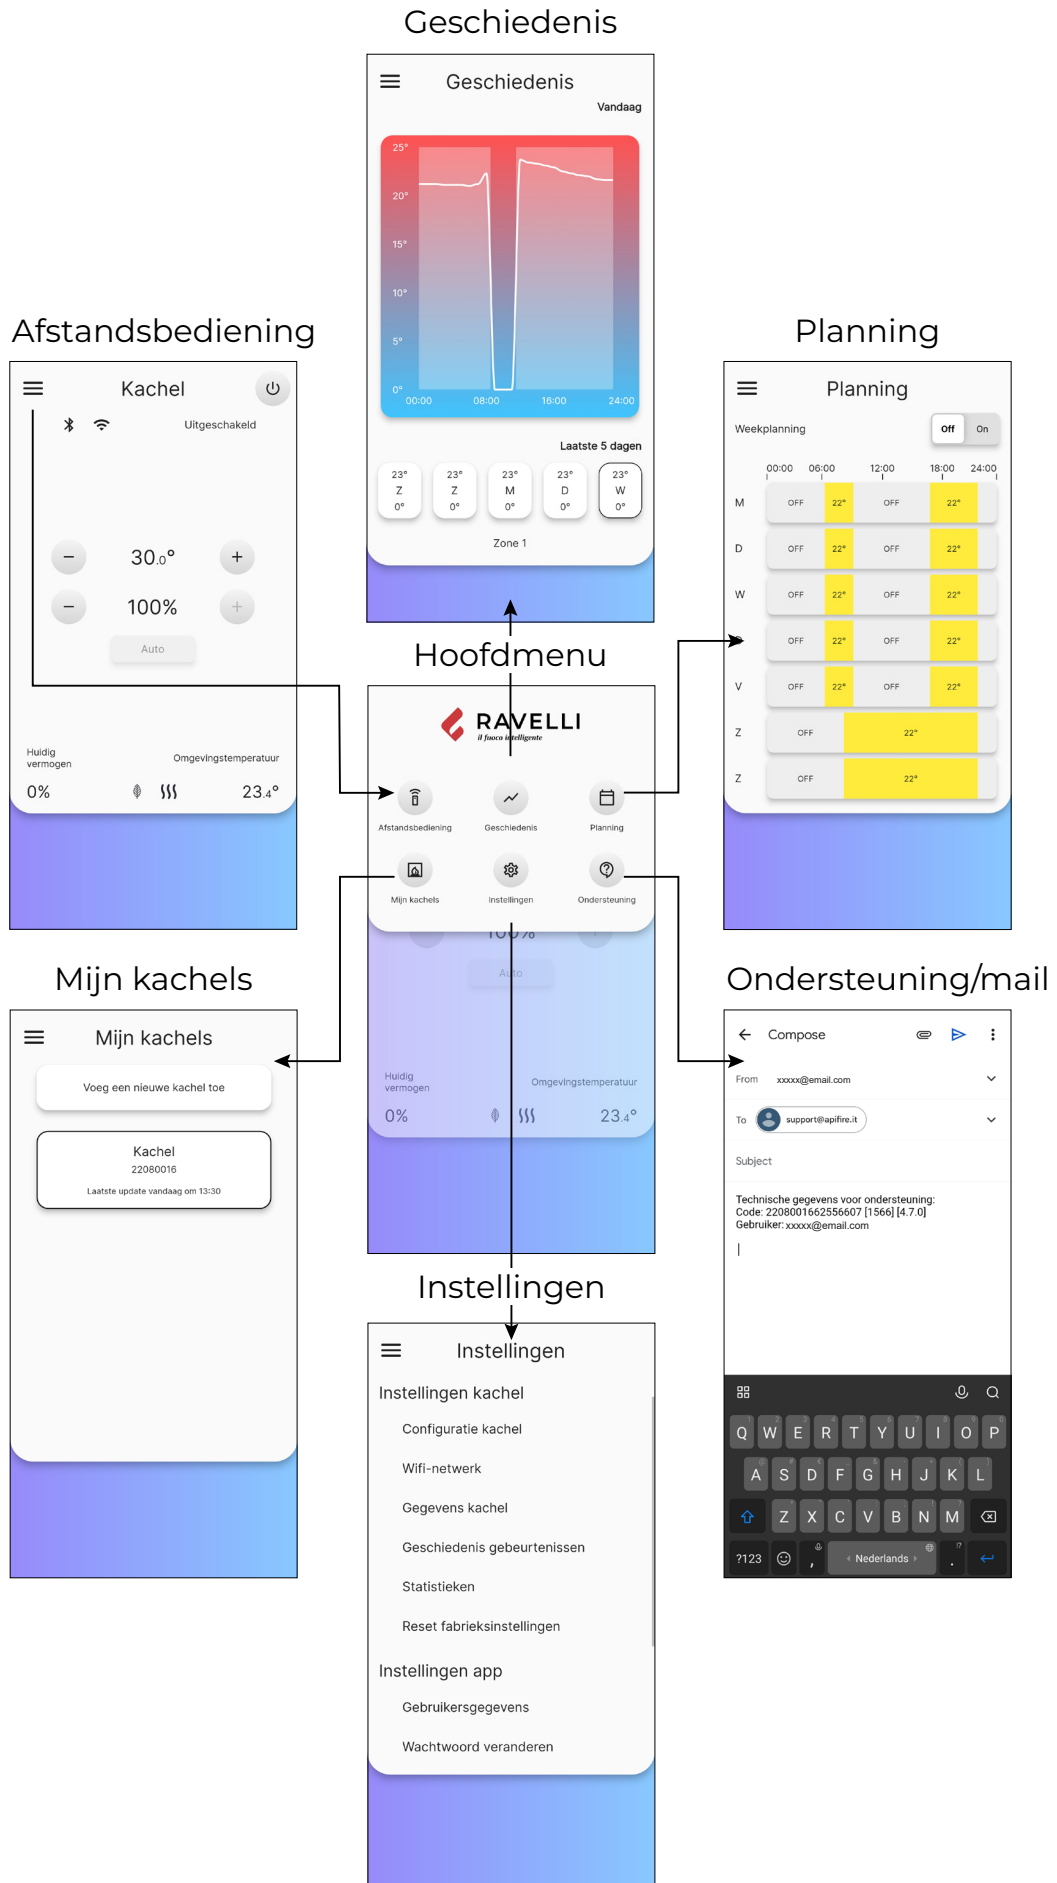 Geschiedenis
Geschiedenis
Vandaag
25°
20°
15°
10°
5°
0°
00:00 08:00 16:00 24:00
Laatste 5 dagen
23° 23° 23° 23° 23°
Z Z M D W
0° 0° 0° 0° 0°
Zone 1
Afstandsbediening
Kachel
Uitgeschakeld
− 30.0° +
− 100% +
Auto
Huidig
vermogen
Omgevingstemperatuur
0% 23.4°
Planning
Planning
Weekplanning Off On
00:00 06:00 12:00 18:00 24:00
M OFF 22° OFF 22°
D OFF 22° OFF 22°
W OFF 22° OFF 22°
OFF 22° OFF 22°
V OFF 22° OFF 22°
Z OFF 22°
Z OFF 22°
Hoofdmenu
RAVELLI
il fuoco intelligente
Afstandsbediening Geschiedenis Planning
Mijn kachels Instellingen Ondersteuning
100%
Auto
Huidig
vermogen
Omgevingstemperatuur
0% 23.4°
Mijn kachels
Mijn kachels
Voeg een nieuwe kachel toe
Kachel
22080016
Laatste update vandaag om 13:30
Ondersteuning/mail
Compose
From xxxxx@email.com
To support@apifire.it
Subject
Technische gegevens voor ondersteuning:
Code: 2208001662556607 [1566] [4.7.0]
Gebruiker: xxxxx@email.com
Q W E R T Y U I O P
A S D F G H J K L
Z X C V B N M
?123 , Nederlands .
Instellingen
Instellingen
Instellingen kachel
Configuratie kachel
Wifi-netwerk
Gegevens kachel
Geschiedenis gebeurtenissen
Statistieken
Reset fabrieksinstellingen
Instellingen app
Gebruikersgegevens
Wachtwoord veranderen